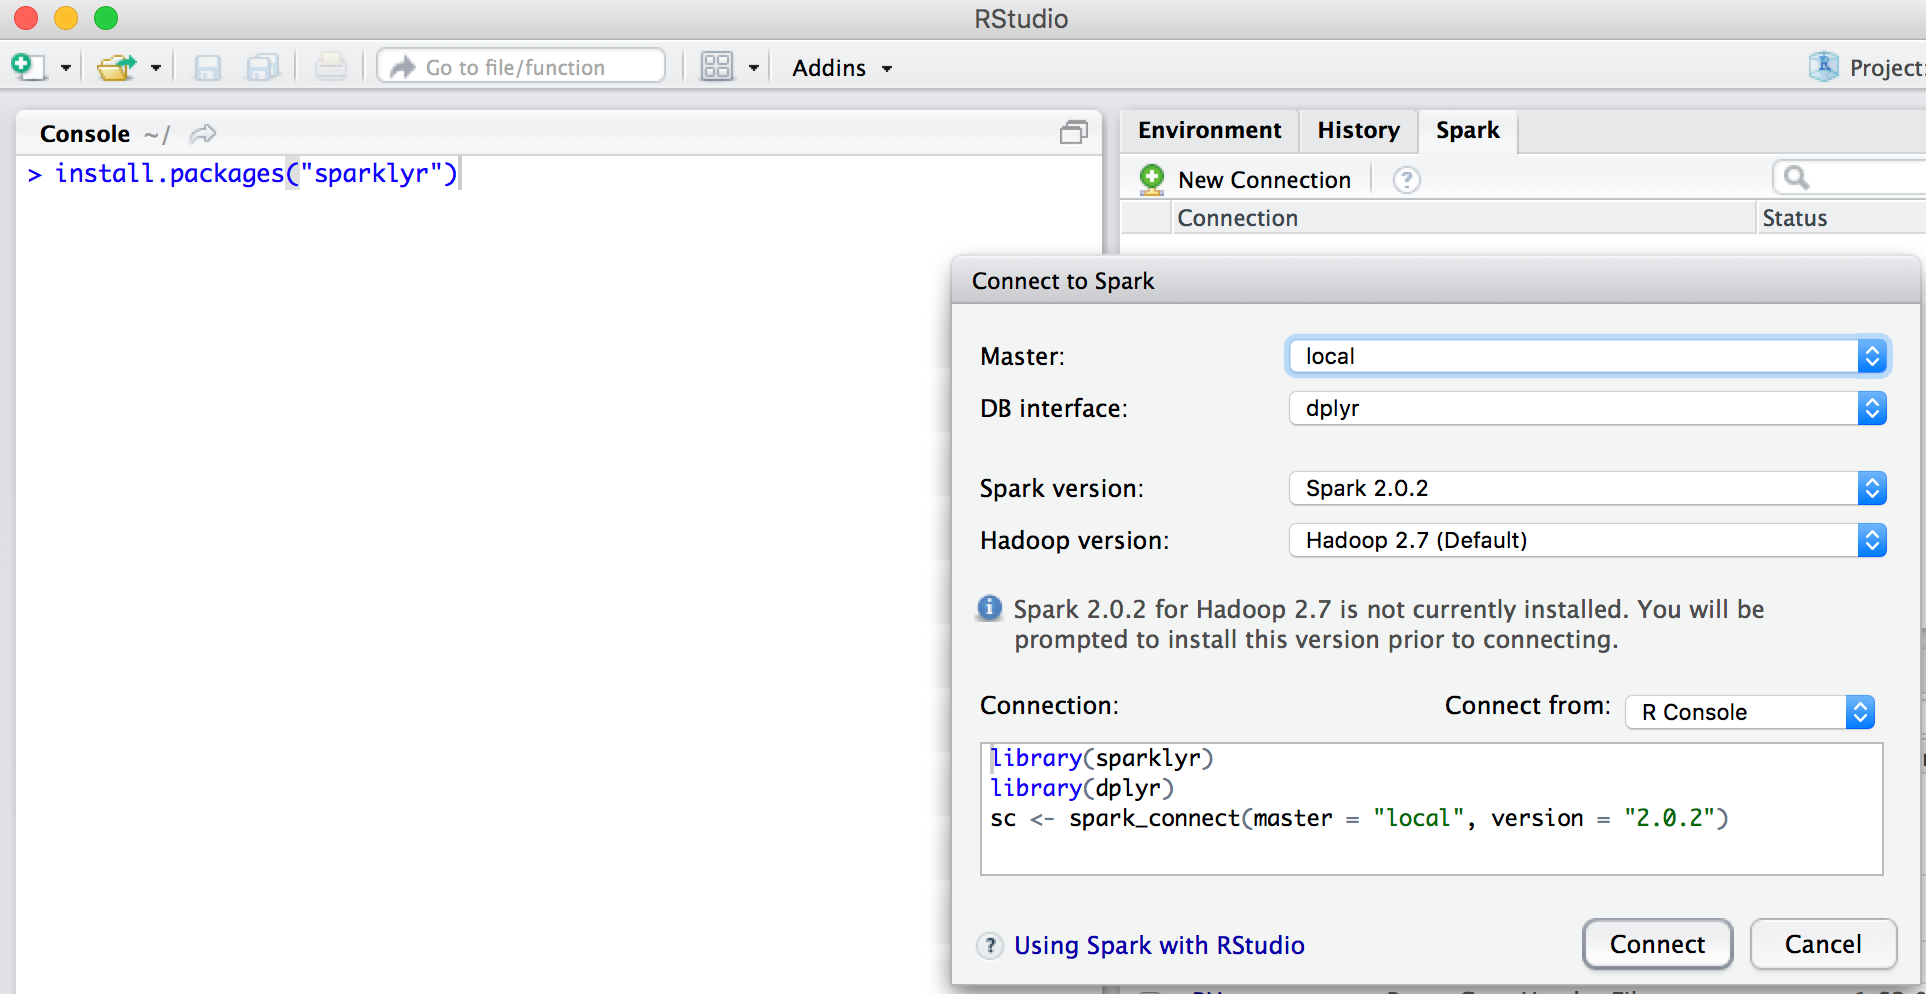 RStudio
Go to file/function
Addins
Project:
Console ~/
> install.packages("sparklyr")
Environment
History
Spark
New Connection
?
Connection
Status
Connect to Spark
Master:
local
DB interface:
dplyr
Spark version:
Spark 2.0.2
Hadoop version:
Hadoop 2.7 (Default)
Spark 2.0.2 for Hadoop 2.7 is not currently installed. You will be
prompted to install this version prior to connecting.
Connection:
Connect from:
R Console
library(sparklyr)
library(dplyr)
sc <- spark_connect(master = "local", version = "2.0.2")
? Using Spark with RStudio
Connect
Cancel